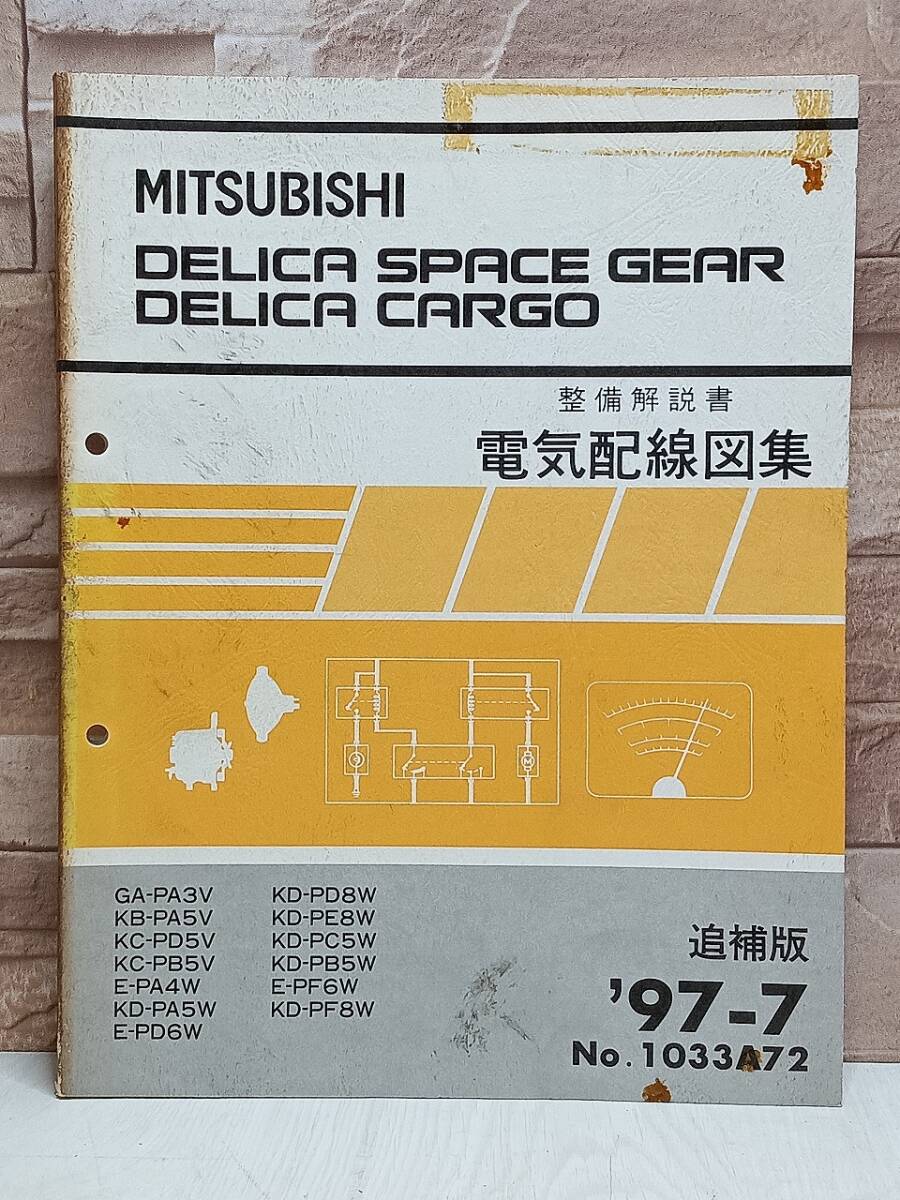 MITSUBISHI
DELICA SPACE GEAR
DELICA CARGO
整備解説書
電気配線図集
M
GA-PA3V
KB-PA5V
KC-PD5V
KC-PB5V
E-PA4W
KD-PA5W
E-PD6W
KD-PD8W
KD-PE8W
KD-PC5W
KD-PB5W
E-PF6W
KD-PF8W
追補版
'97-7
No. 1033A72